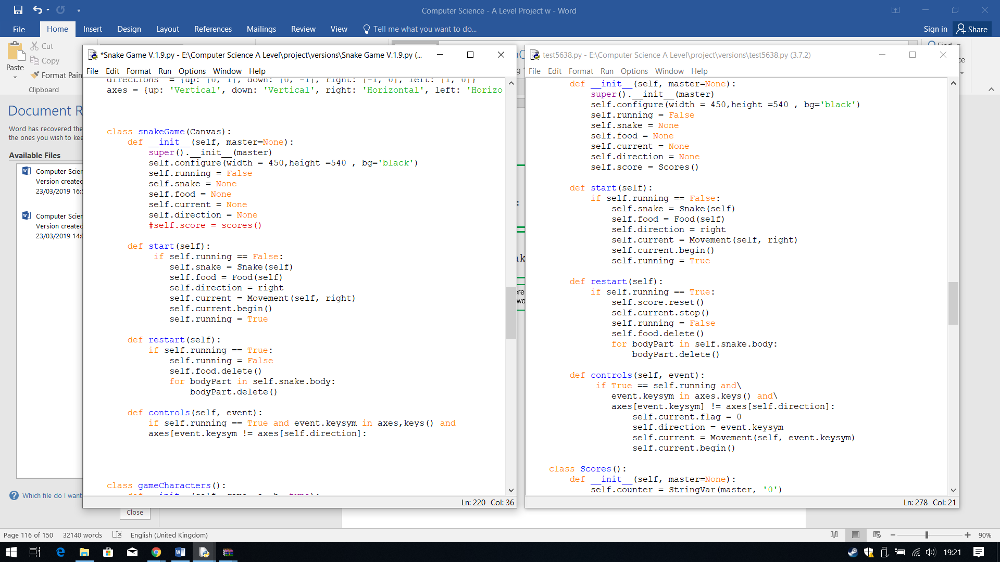 Computer Science - A Level Project w - Word
File Home Insert Design Layout References Mailings Review View Tell me what you want to do... Sign in Share
Paste
Cut
Copy
Format Pain
Clipboard
Document R
Word has recovered the
the ones you wish to kee
Available Files
Computer Scien
Version created
23/03/2019 16:5
Computer Scien
Version created
23/03/2019 14:0
Which file do I want
Close
*Snake Game V.1.9.py - E:\Computer Science A Level\project\versions\Snake Game V.1.9.py (...
File Edit Format Run Options Window Help
directions = {up: [0, 1], down: [0, -1], right: [-1, 0], left: [1, 0]}
axes = {up: 'Vertical', down: 'Vertical', right: 'Horizontal', left: 'Horizo
class snakeGame(Canvas):
    def __init__(self, master=None):
        super().__init__(master)
        self.configure(width = 450,height =540 , bg='black')
        self.running = False
        self.snake = None
        self.food = None
        self.current = None
        self.direction = None
        #self.score = scores()
    def start(self):
         if self.running == False:
            self.snake = Snake(self)
            self.food = Food(self)
            self.direction = right
            self.current = Movement(self, right)
            self.current.begin()
            self.running = True
    def restart(self):
        if self.running == True:
            self.running = False
            self.food.delete()
            for bodyPart in self.snake.body:
                bodyPart.delete()
    def controls(self, event):
        if self.running == True and event.keysym in axes,keys() and
        axes[event.keysym != axes[self.direction]:
class gameCharacters():
Ln: 220 Col: 36
test5638.py - E:\Computer Science A Level\project\versions\test5638.py (3.7.2)
File Edit Format Run Options Window Help
    def __init__(self, master=None):
        super().__init__(master)
        self.configure(width = 450,height =540 , bg='black')
        self.running = False
        self.snake = None
        self.food = None
        self.current = None
        self.direction = None
        self.score = Scores()
    def start(self):
        if self.running == False:
            self.snake = Snake(self)
            self.food = Food(self)
            self.direction = right
            self.current = Movement(self, right)
            self.current.begin()
            self.running = True
    def restart(self):
        if self.running == True:
            self.score.reset()
            self.current.stop()
            self.running = False
            self.food.delete()
            for bodyPart in self.snake.body:
                bodyPart.delete()
    def controls(self, event):
         if True == self.running and\
            event.keysym in axes.keys() and\
            axes[event.keysym] != axes[self.direction]:
                self.current.flag = 0
                self.direction = event.keysym
                self.current = Movement(self, event.keysym)
                self.current.begin()
class Scores():
    def __init__(self, master=None):
        self.counter = StringVar(master, '0')
Ln: 278 Col: 21
Page 116 of 150 32140 words English (United Kingdom) 90%
19:21